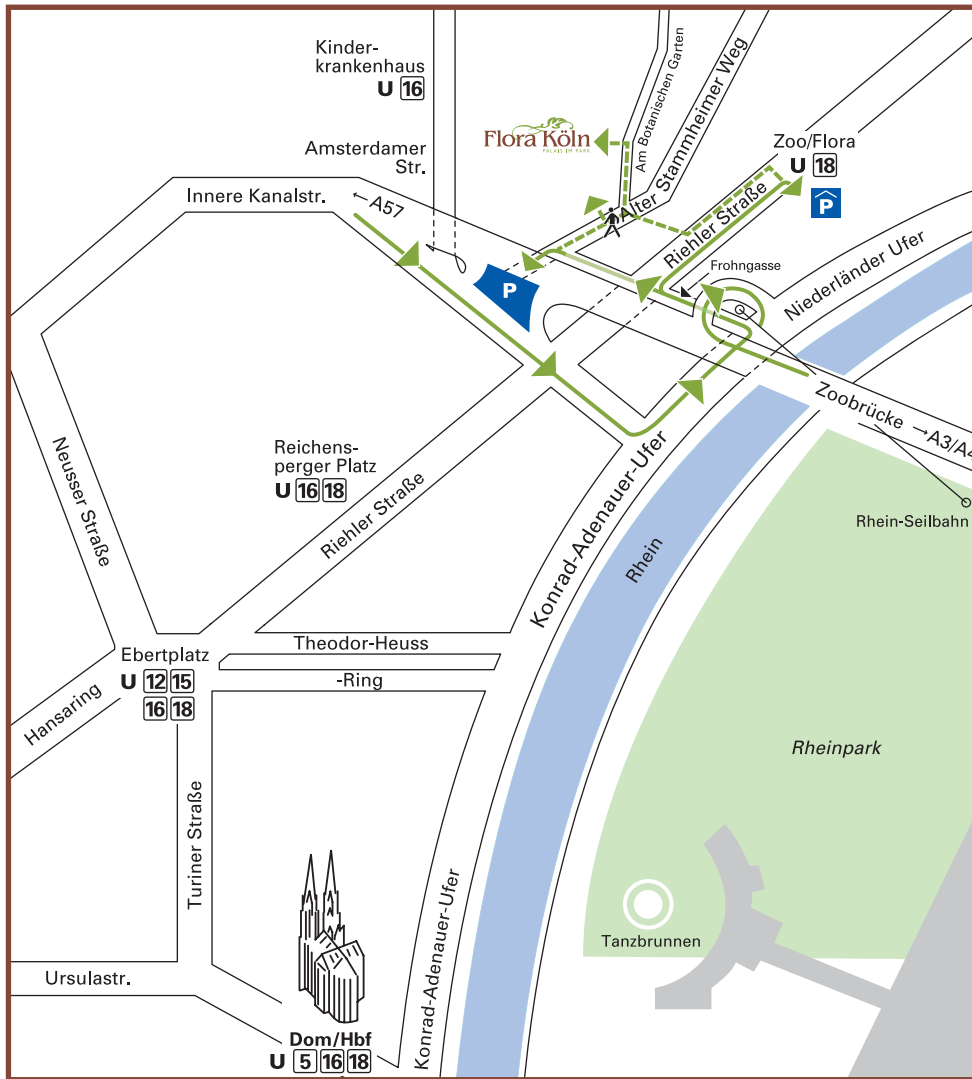 Kinder-
krankenhaus
U 16
Amsterdamer
Str.
Innere Kanalstr.
←A57
Flora Köln
PALAIS IM PARK
Am Botanischen Garten
Alter Stammheimer Weg
Zoo/Flora
U 18
P
Riehler Straße
Frohngasse
Niederländer Ufer
P
Zoobrücke →A3/A4
Rhein-Seilbahn
Neusser Straße
Reichens-
perger Platz
U 16 18
Riehler Straße
Konrad-Adenauer-Ufer
Rhein
Theodor-Heuss
-Ring
Ebertplatz
U 12 15
16 18
Hansaring
Rheinpark
Turiner Straße
Tanzbrunnen
Konrad-Adenauer-Ufer
Ursulastr.
Dom/Hbf
U 5 16 18